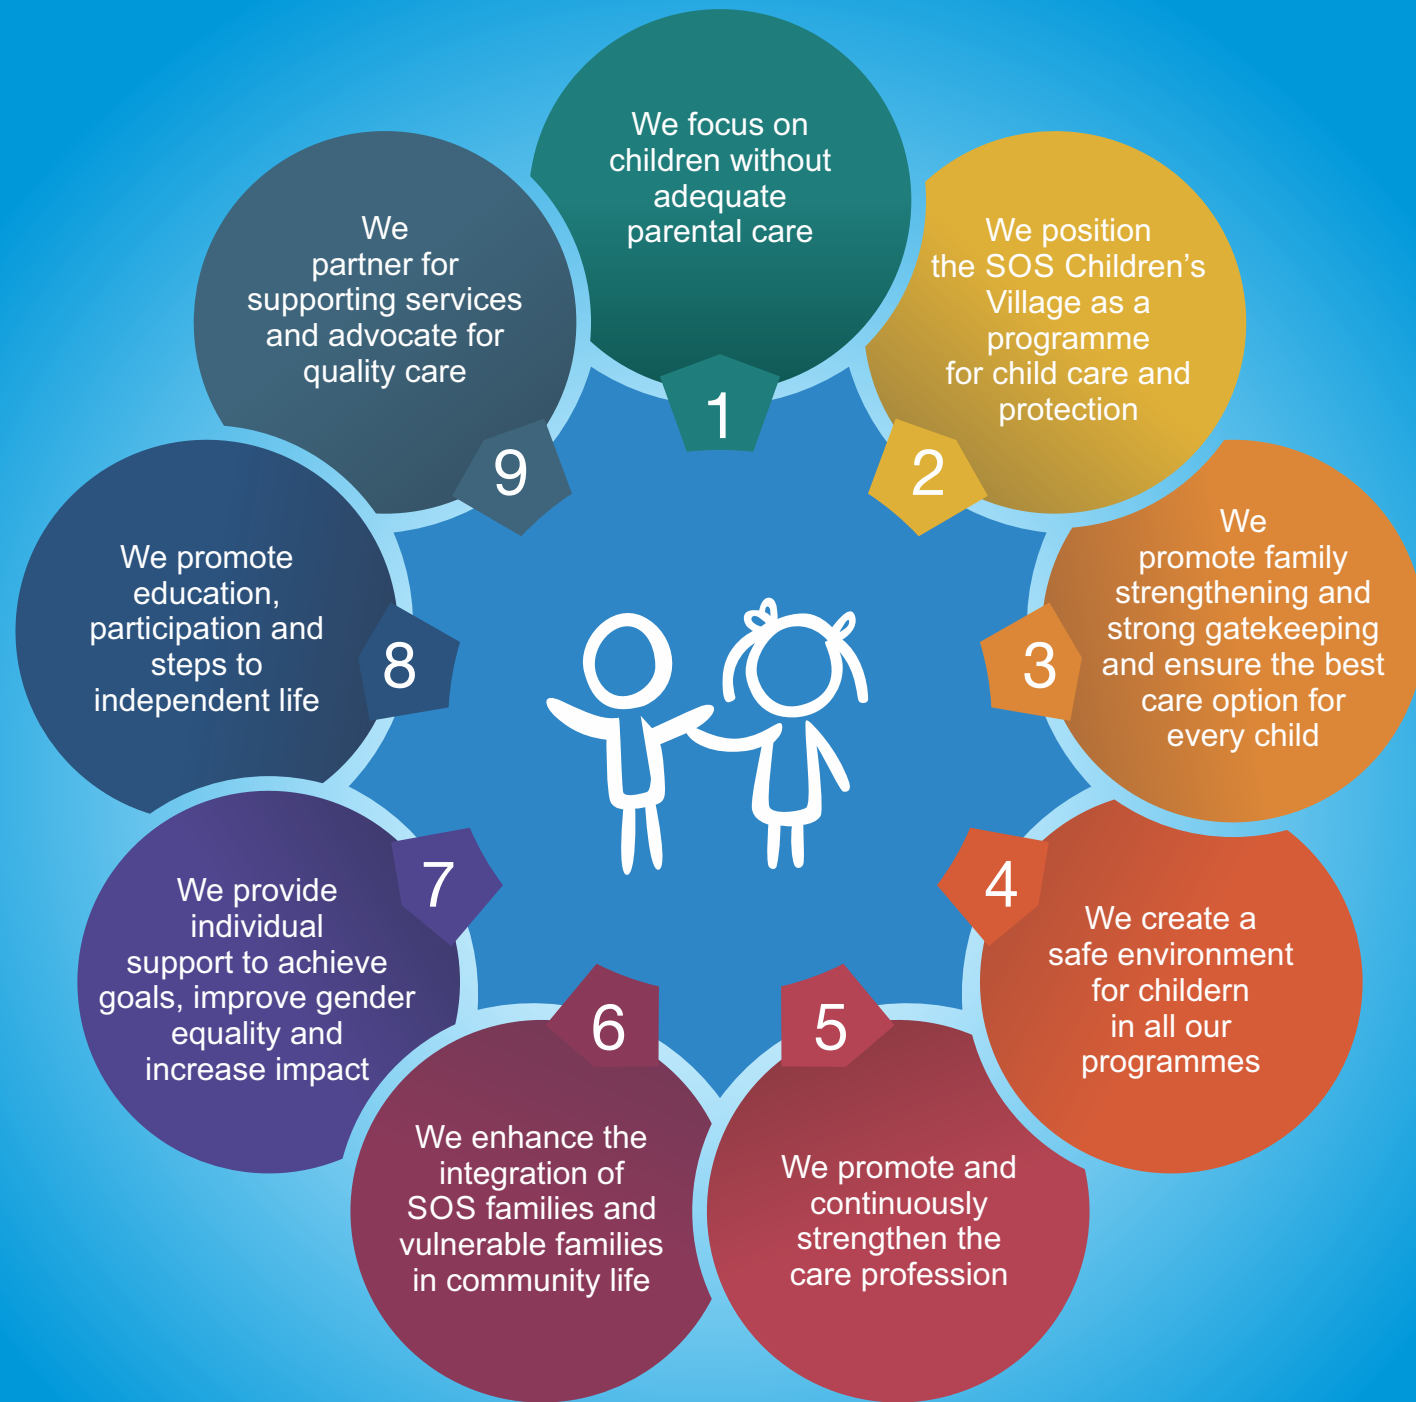 We focus on
children without
adequate
parental care
1
We position
the SOS Children's
Village as a
programme
for child care and
protection
2
We
promote family
strengthening and
strong gatekeeping
and ensure the best
care option for
every child
3
We create a
safe environment
for childern
in all our
programmes
4
We promote and
continuously
strengthen the
care profession
5
We enhance the
integration of
SOS families and
vulnerable families
in community life
6
We provide
individual
support to achieve
goals, improve gender
equality and
increase impact
7
We promote
education,
participation and
steps to
independent life
8
We
partner for
supporting services
and advocate for
quality care
9